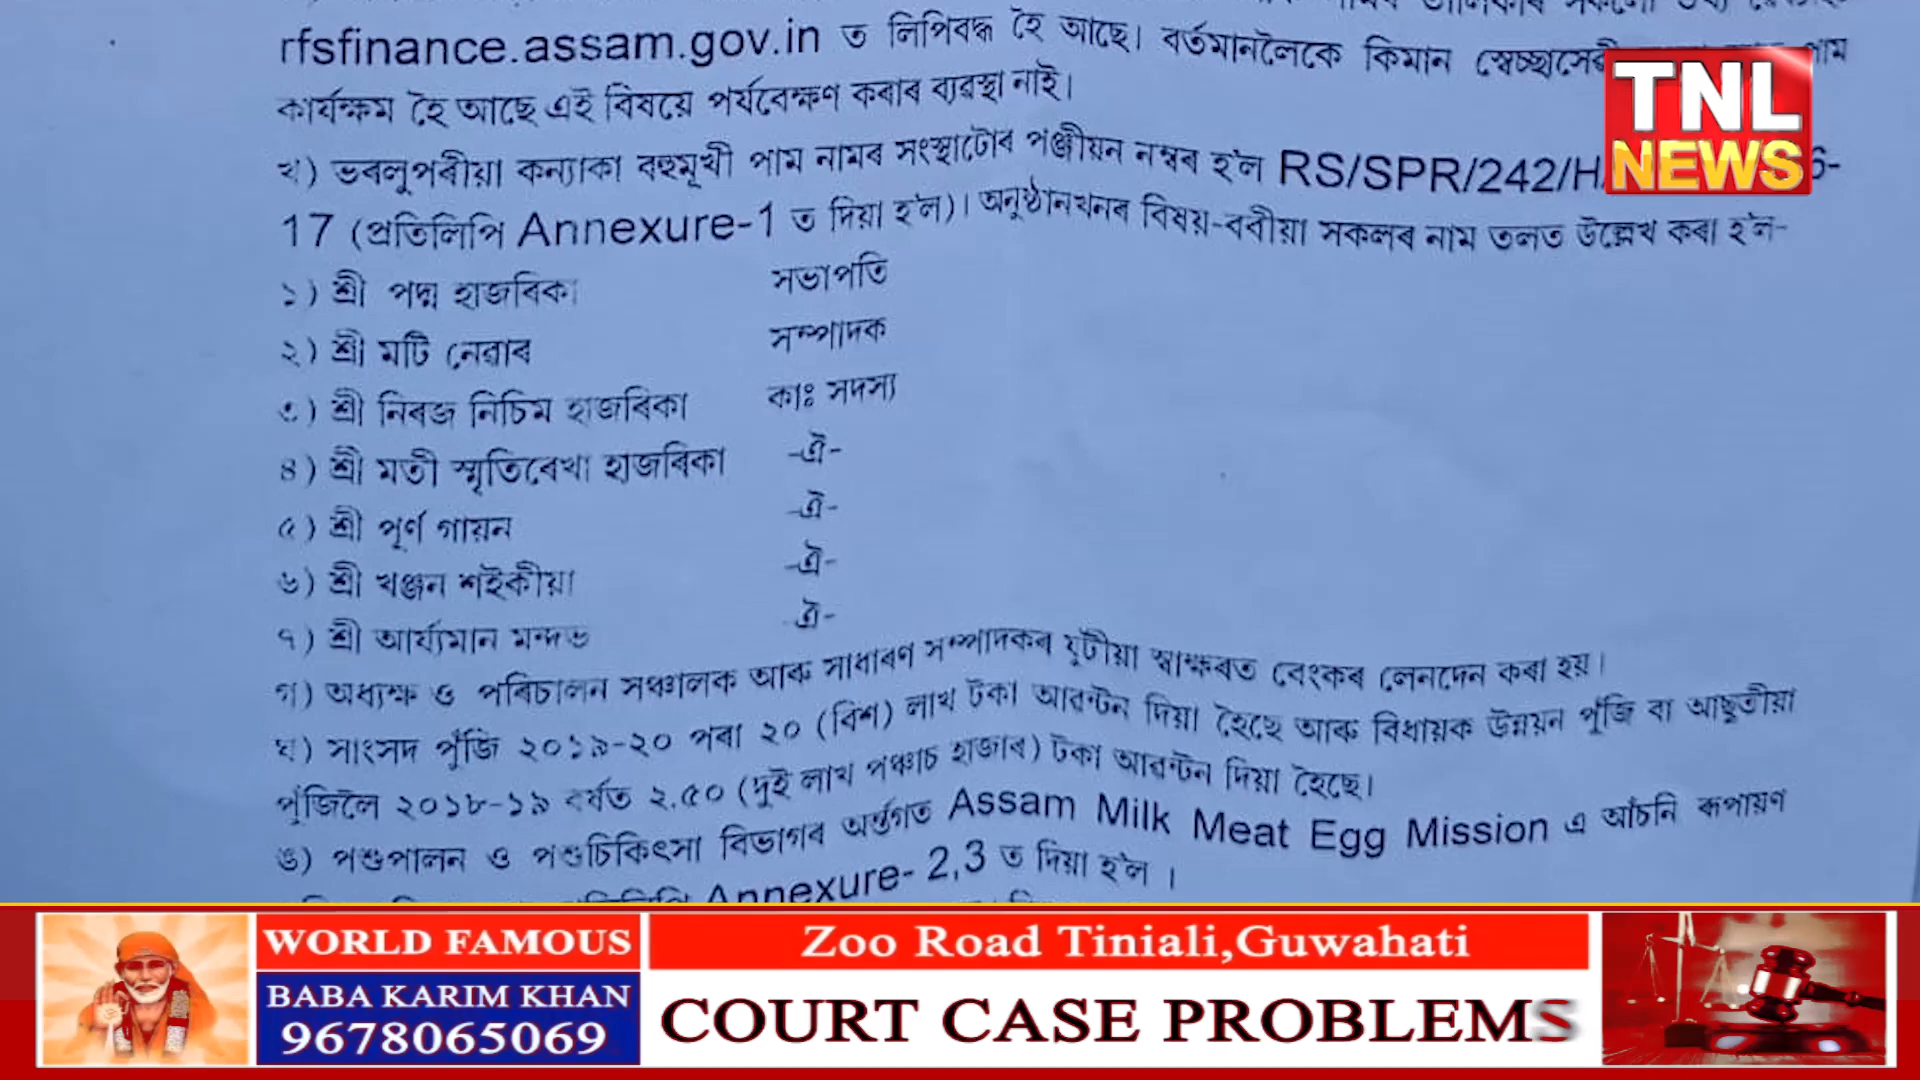 rfsfinance.assam.gov.in ত লিপিবদ্ধ হৈ আছে। বৰ্তমানলৈকে কিমান স্বেচ্ছাসেৱী
কাৰ্যক্ষম হৈ আছে এই বিষয়ে পৰ্যবেক্ষণ কৰাৰ ব্যৱস্থা নাই।
খ) ভৰলুপৰীয়া কন্যাকা বহুমূখী পাম নামৰ সংস্থাটোৰ পঞ্জীয়ন নম্বৰ হ'ল RS/SPR/242/H
17 (প্ৰতিলিপি Annexure-1 ত দিয়া হ'ল)। অনুষ্ঠানখনৰ বিষয়-ববীয়া সকলৰ নাম তলত উল্লেখ কৰা হ'ল-
১) শ্ৰী পদ্ম হাজৰিকা সভাপতি
২) শ্ৰী মটি নেৱাৰ সম্পাদক
৩) শ্ৰী নিৰজ নিচিম হাজৰিকা কাঃ সদস্য
৪) শ্ৰী মতী স্মৃতিৰেখা হাজৰিকা -ঐ-
৫) শ্ৰী পূৰ্ণ গায়ন -ঐ-
৬) শ্ৰী খঞ্জন শইকীয়া -ঐ-
৭) শ্ৰী আৰ্য্যমান মন্দভ -ঐ-
গ) অধ্যক্ষ ও পৰিচালন সঞ্চালক আৰু সাধাৰণ সম্পাদকৰ যুটীয়া স্বাক্ষৰত বেংকৰ লেনদেন কৰা হয়।
ঘ) সাংসদ পুঁজি ২০১৯-২০ পৰা ২০ (বিশ) লাখ টকা আৱন্টন দিয়া হৈছে আৰু বিধায়ক উন্নয়ন পুঁজি বা আছুতীয়া
পুঁজিলৈ ২০১৮-১৯ বৰ্ষত ২.৫০ (দুই লাখ পঞ্চাচ হাজাৰ) টকা আৱন্টন দিয়া হৈছে।
ঙ) পশুপালন ও পশুচিকিৎসা বিভাগৰ অৰ্ন্তগত Assam Milk Meat Egg Mission এ আঁচনি ৰূপায়ণ
Annexure- 2,3 ত দিয়া হ'ল ।
TNL
NEWS
WORLD FAMOUS
BABA KARIM KHAN
9678065069
Zoo Road Tiniali,Guwahati
COURT CASE PROBLEMS